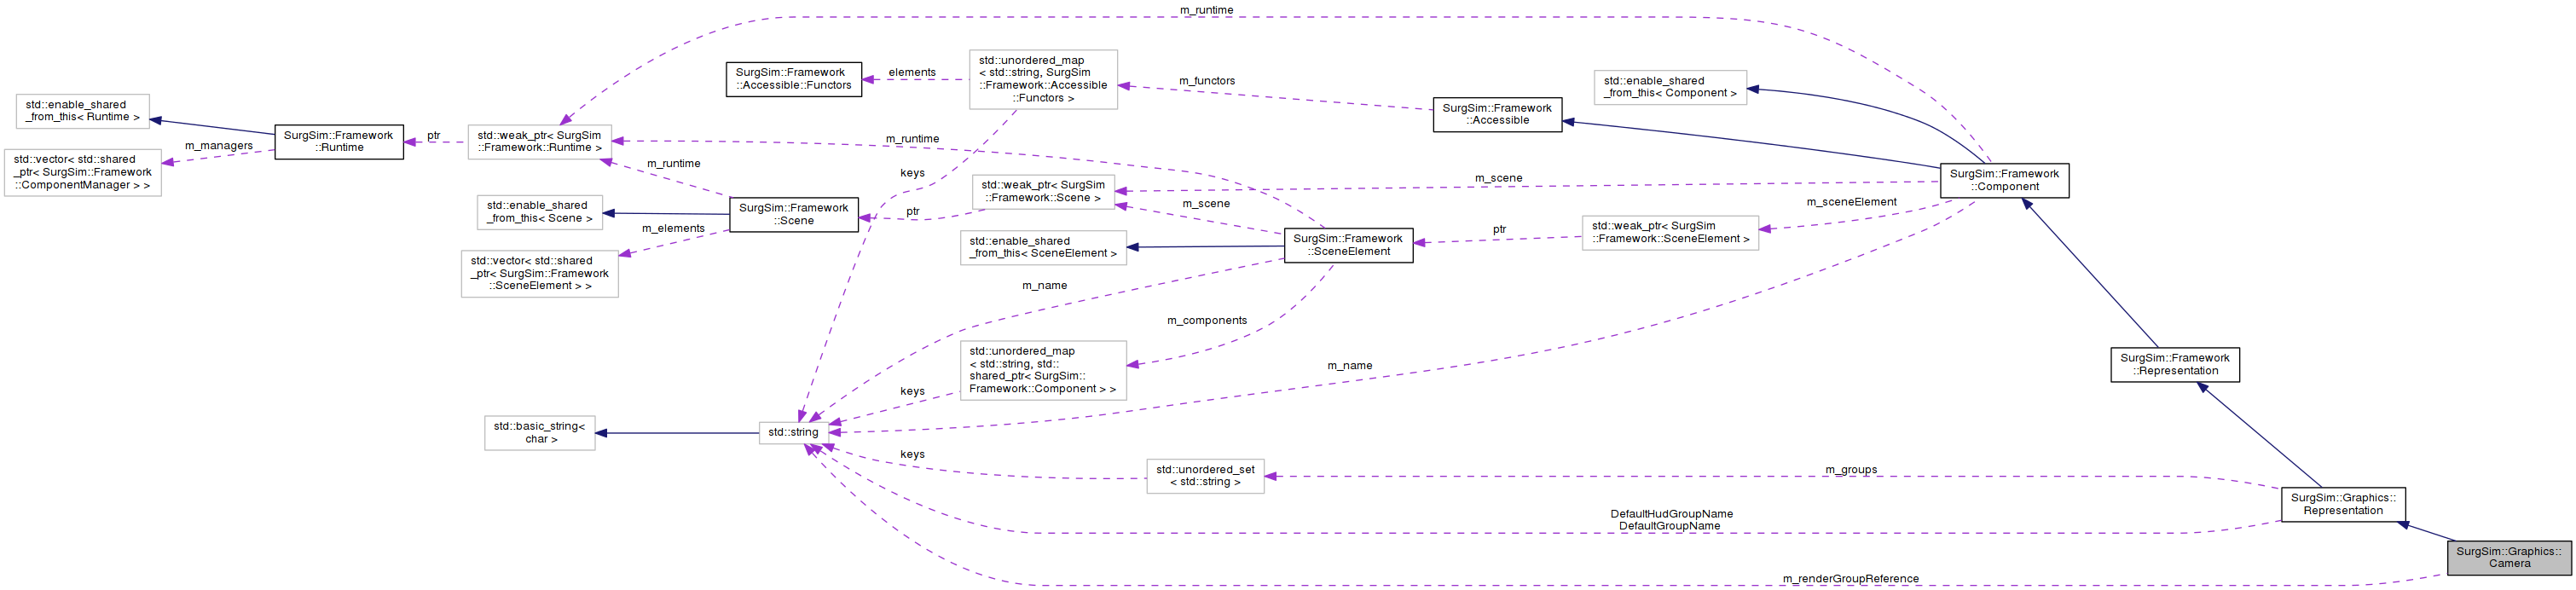 m_runtime
SurgSim::Framework
::Accessible::Functors
elements
std::unordered_map
< std::string, SurgSim
::Framework::Accessible
::Functors >
m_functors
std::enable_shared
_from_this< Component >
SurgSim::Framework
::Accessible
std::enable_shared
_from_this< Runtime >
SurgSim::Framework
::Runtime
ptr
std::weak_ptr< SurgSim
::Framework::Runtime >
m_runtime
m_managers
std::vector< std::shared
_ptr< SurgSim::Framework
::ComponentManager > >
m_runtime
keys
std::weak_ptr< SurgSim
::Framework::Scene >
m_scene
SurgSim::Framework
::Component
std::enable_shared
_from_this< Scene >
SurgSim::Framework
::Scene
ptr
m_scene
m_sceneElement
m_elements
std::enable_shared
_from_this< SceneElement >
SurgSim::Framework
::SceneElement
ptr
std::weak_ptr< SurgSim
::Framework::SceneElement >
std::vector< std::shared
_ptr< SurgSim::Framework
::SceneElement > >
m_name
m_components
std::unordered_map
< std::string, std::
shared_ptr< SurgSim::
Framework::Component > >
keys
m_name
SurgSim::Framework
::Representation
std::basic_string<
char >
std::string
keys
std::unordered_set
< std::string >
m_groups
SurgSim::Graphics::
Representation
DefaultHudGroupName
DefaultGroupName
SurgSim::Graphics::
Camera
m_renderGroupReference